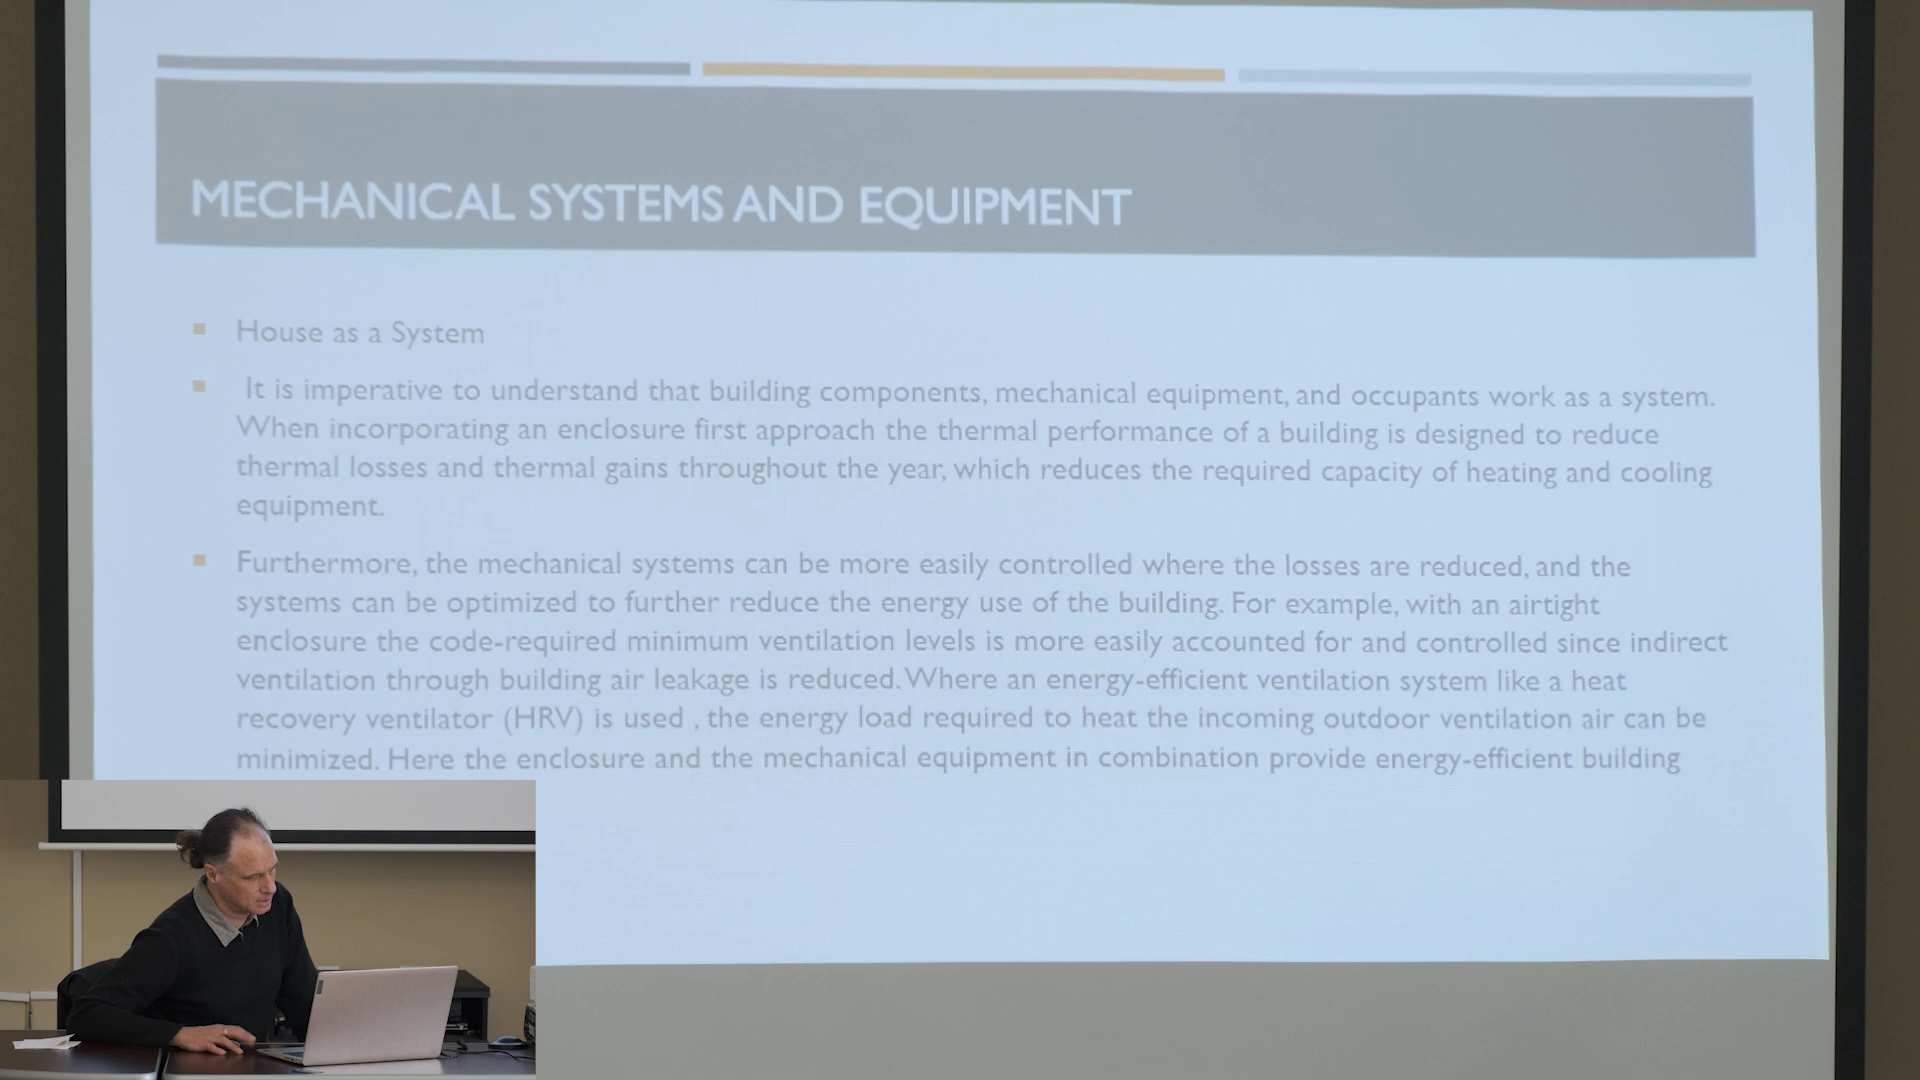 MECHANICAL SYSTEMS AND EQUIPMENT
House as a System
It is imperative to understand that building components, mechanical equipment, and occupants work as a system.
When incorporating an enclosure first approach the thermal performance of a building is designed to reduce
thermal losses and thermal gains throughout the year, which reduces the required capacity of heating and cooling
equipment.
Furthermore, the mechanical systems can be more easily controlled where the losses are reduced, and the
systems can be optimized to further reduce the energy use of the building. For example, with an airtight
enclosure the code-required minimum ventilation levels is more easily accounted for and controlled since indirect
ventilation through building air leakage is reduced. Where an energy-efficient ventilation system like a heat
recovery ventilator (HRV) is used , the energy load required to heat the incoming outdoor ventilation air can be
minimized. Here the enclosure and the mechanical equipment in combination provide energy-efficient building